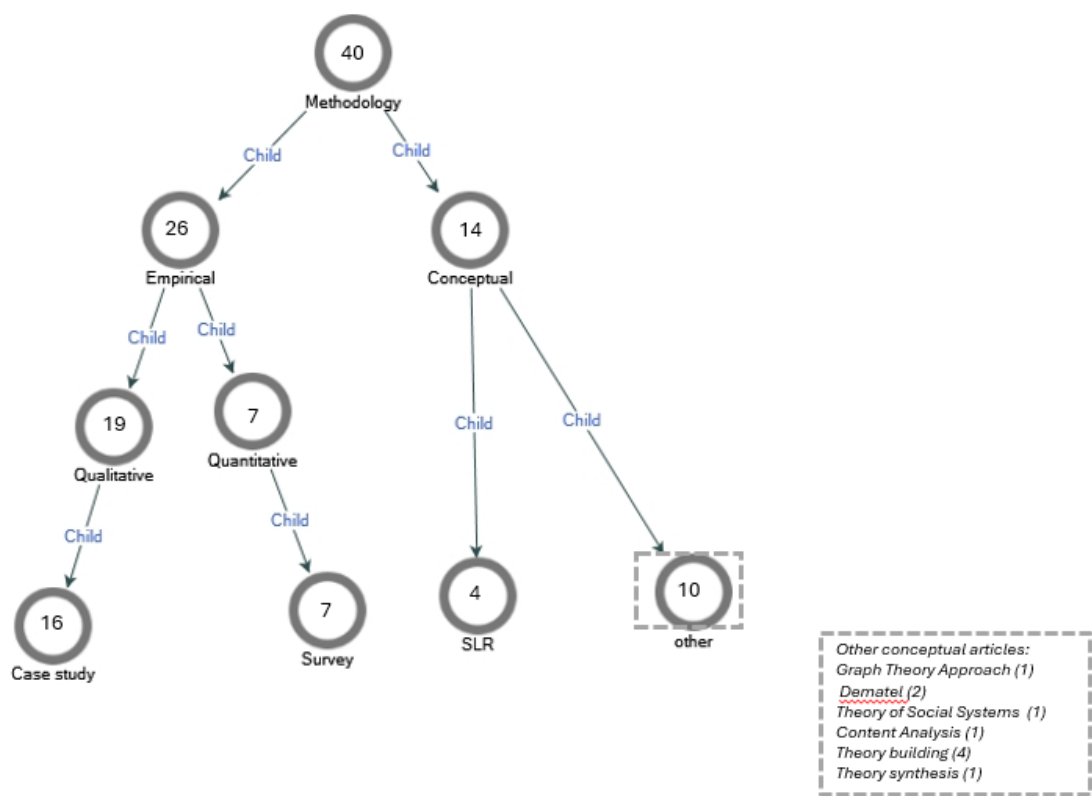 40
Methodology
Child
Child
26
14
Empirical
Conceptual
Child
Child
19
7
Qualitative
Quantitative
Child
Child
Child
Child
16
7
4
10
Case study
Survey
SLR
other
Other conceptual articles:
Graph Theory Approach (1)
Dematel (2)
Theory of Social Systems (1)
Content Analysis (1)
Theory building (4)
Theory synthesis (1)